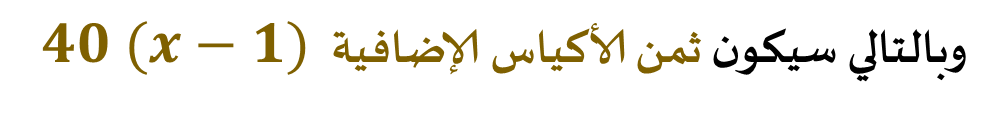 وبالتالي سيكون ثمن الأكياس الإضافية 40 (x − 1)